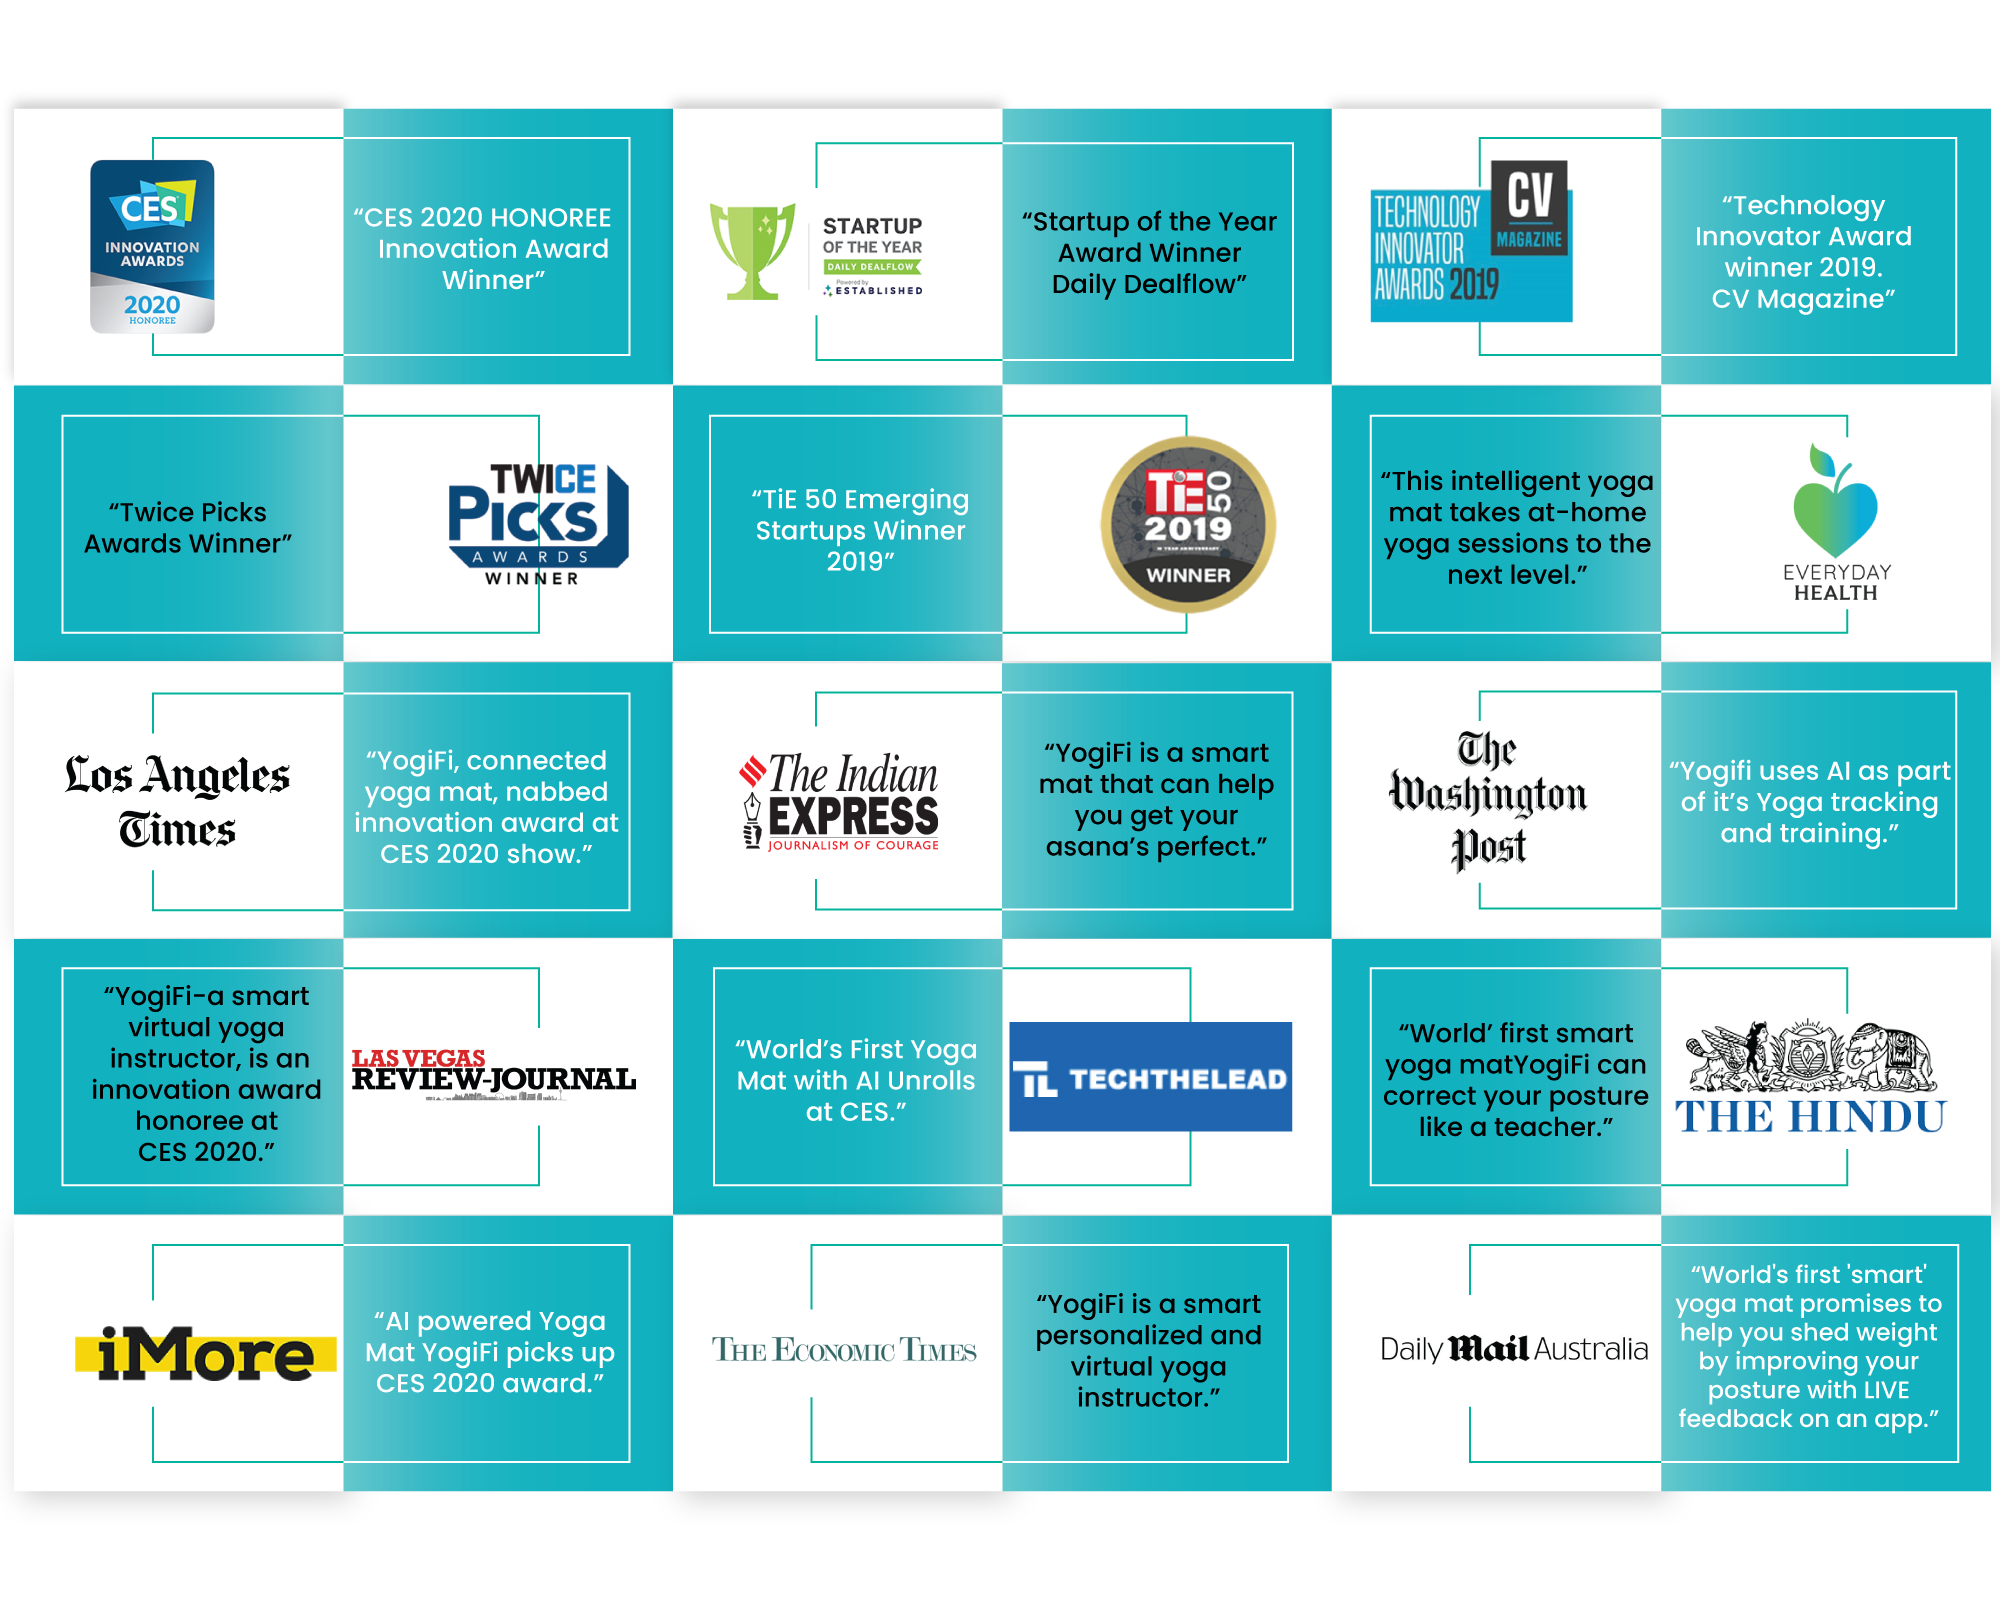 CES
INNOVATION
AWARDS
2020
HONOREE
“CES 2020 HONOREE
Innovation Award
Winner”
STARTUP
OF THE YEAR
DAILY DEALFLOW
Powered by
ESTABLISHED
“Startup of the Year
Award Winner
Daily Dealflow”
TECHNOLOGY
INNOVATOR
AWARDS 2019
CV
MAGAZINE
“Technology
Innovator Award
winner 2019.
CV Magazine”
“Twice Picks
Awards Winner”
TWICE
PICKS
AWARDS
WINNER
“TiE 50 Emerging
Startups Winner
2019”
TiE50
2019
10 YEAR ANNIVERSARY
WINNER
“This intelligent yoga
mat takes at-home
yoga sessions to the
next level.”
EVERYDAY
HEALTH
Los Angeles
Times
“YogiFi, connected
yoga mat, nabbed
innovation award at
CES 2020 show.”
The Indian
EXPRESS
JOURNALISM OF COURAGE
“YogiFi is a smart
mat that can help
you get your
asana’s perfect.”
The
Washington
Post
“Yogifi uses AI as part
of it’s Yoga tracking
and training.”
“YogiFi-a smart
virtual yoga
instructor, is an
innovation award
honoree at
CES 2020.”
LAS VEGAS
REVIEW-JOURNAL
“World’s First Yoga
Mat with AI Unrolls
at CES.”
TL TECHTHELEAD
“World’ first smart
yoga matYogiFi can
correct your posture
like a teacher.”
THE HINDU
iMore
“AI powered Yoga
Mat YogiFi picks up
CES 2020 award.”
THE ECONOMIC TIMES
“YogiFi is a smart
personalized and
virtual yoga
instructor.”
Daily Mail Australia
“World's first 'smart'
yoga mat promises to
help you shed weight
by improving your
posture with LIVE
feedback on an app.”